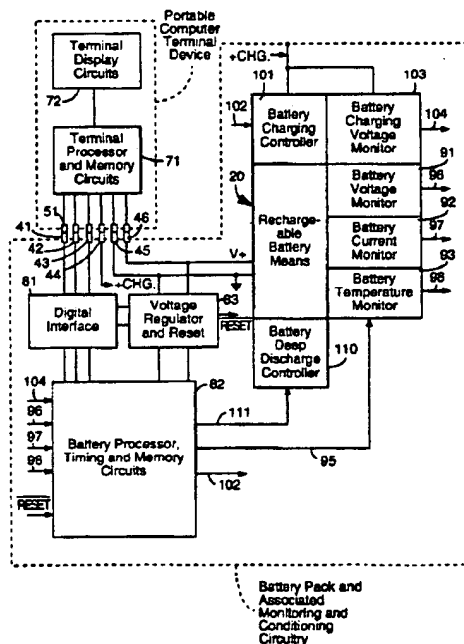 Portable
Computer
Terminal
Device
Terminal
Display
Circuits
72
Terminal
Processor
and Memory
Circuits
71
51
41
42
43
44
46
45
+CHG.
+CHG.
101
103
102
Battery
Charging
Controller
Battery
Charging
Voltage
Monitor
104
91
20
Battery
Voltage
Monitor
96
92
Recharge-
able
Battery
Means
Battery
Current
Monitor
97
93
V+
Battery
Temperature
Monitor
98
81
Digital
Interface
Voltage
Regulator
and Reset
83
RESET
Battery
Deep
Discharge
Controller
110
82
104
96
97
98
RESET
Battery Processor,
Timing and Memory
Circuits
111
95
102
Battery Pack and
Associated
Monitoring and
Conditioning
Circuitry